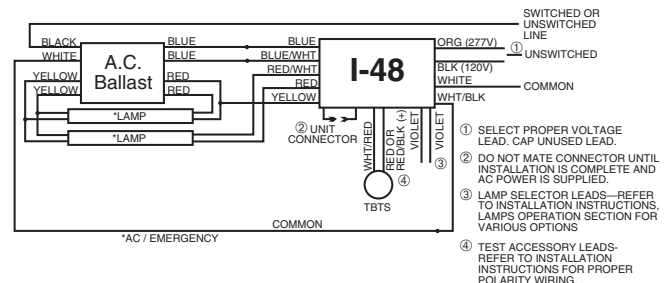 SWITCHED OR
UNSWITCHED
LINE
BLACK
WHITE
YELLOW
YELLOW
A.C.
Ballast
BLUE
BLUE
RED
RED
BLUE
BLUE/WHT
RED/WHT
RED
YELLOW
I-48
ORG (277V)
① UNSWITCHED
BLK (120V)
WHITE
COMMON
WHT/BLK
*LAMP
*LAMP
② UNIT
CONNECTOR
WHT/RED
RED OR
RED/BLK (+)
VIOLET
VIOLET
③
④
TBTS
COMMON
*AC / EMERGENCY
① SELECT PROPER VOLTAGE
LEAD. CAP UNUSED LEAD.
② DO NOT MATE CONNECTOR UNTIL
INSTALLATION IS COMPLETE AND
AC POWER IS SUPPLIED.
③ LAMP SELECTOR LEADS—REFER
TO INSTALLATION INSTRUCTIONS,
LAMPS OPERATION SECTION FOR
VARIOUS OPTIONS
④ TEST ACCESSORY LEADS-
REFER TO INSTALLATION
INSTRUCTIONS FOR PROPER
POLARITY WIRING.